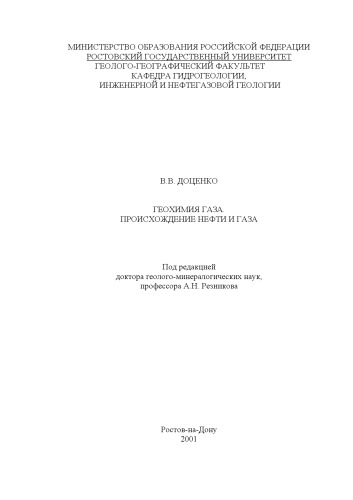 МИНИСТЕРСТВО ОБРАЗОВАНИЯ РОССИЙСКОЙ ФЕДЕРАЦИИ
РОСТОВСКИЙ ГОСУДАРСТВЕННЫЙ УНИВЕРСИТЕТ
ГЕОЛОГО-ГЕОГРАФИЧЕСКИЙ ФАКУЛЬТЕТ
КАФЕДРА ГИДРОГЕОЛОГИИ,
ИНЖЕНЕРНОЙ И НЕФТЕГАЗОВОЙ ГЕОЛОГИИ
В.В. ДОЦЕНКО
ГЕОХИМИЯ ГАЗА
ПРОИСХОЖДЕНИЕ НЕФТИ И ГАЗА
Под редакцией
доктора геолого-минералогических наук,
профессора А.Н. Резникова
Ростов-на-Дону
2001